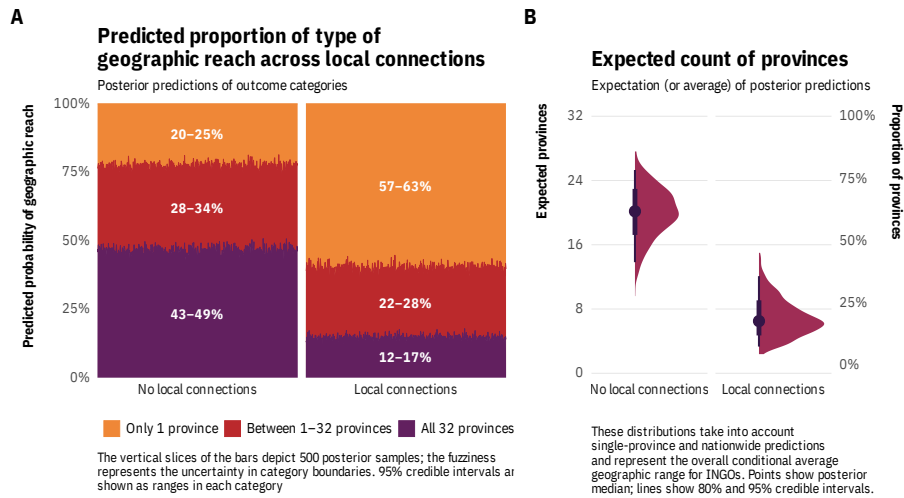 A
Predicted proportion of type of
geographic reach across local connections
Posterior predictions of outcome categories
Predicted probability of geographic reach
100%
75%
50%
25%
0%
20–25%
28–34%
43–49%
57–63%
22–28%
12–17%
No local connections
Local connections
Only 1 province
Between 1–32 provinces
All 32 provinces
The vertical slices of the bars depict 500 posterior samples; the fuzziness
represents the uncertainty in category boundaries. 95% credible intervals ar
shown as ranges in each category
B
Expected count of provinces
Expectation (or average) of posterior predictions
Expected provinces
32
24
16
8
0
100%
75%
50%
25%
0%
Proportion of provinces
No local connections
Local connections
These distributions take into account
single-province and nationwide predictions
and represent the overall conditional average
geographic range for INGOs. Points show posterior
median; lines show 80% and 95% credible intervals.